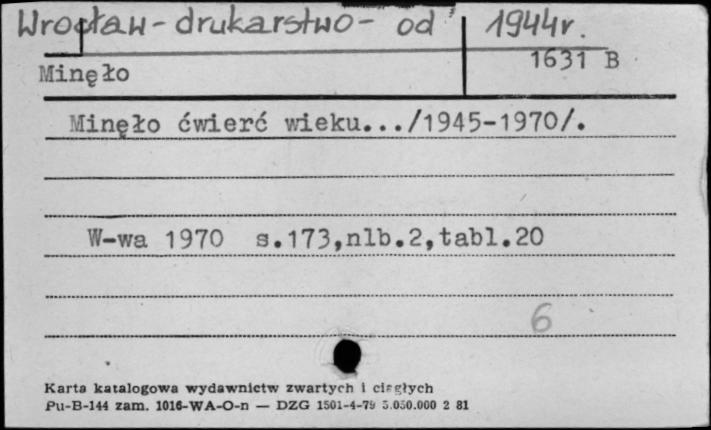 Wrocław - drukarstwo - od 1944r.
1631 B
Minęło
Minęło ćwierć wieku.../1945-1970/.
W-wa 1970 s.173,nlb.2,tabl.20
6
Karta katalogowa wydawnictw zwartych i ciągłych
Pu-B-144 zam. 1016-WA-O-n — DZG 1501-4-79 5.050.000 2 81